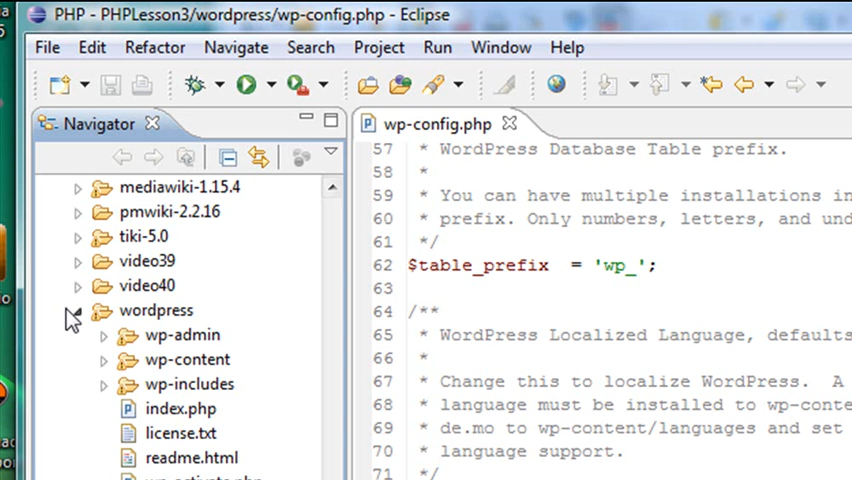 PHP - PHPLesson3/wordpress/wp-config.php - Eclipse
File Edit Refactor Navigate Search Project Run Window Help
Navigator
mediawiki-1.15.4
pmwiki-2.2.16
tiki-5.0
video39
video40
wordpress
wp-admin
wp-content
wp-includes
index.php
license.txt
readme.html
wp-activate.php
wp-config.php
57 * WordPress Database Table prefix.
58 *
59 * You can have multiple installations in
60 * prefix. Only numbers, letters, and und
61 */
62 $table_prefix = 'wp_';
63
64 /**
65 * WordPress Localized Language, defaults
66 *
67 * Change this to localize WordPress. A
68 * language must be installed to wp-conte
69 * de.mo to wp-content/languages and set
70 * language support.
71 */